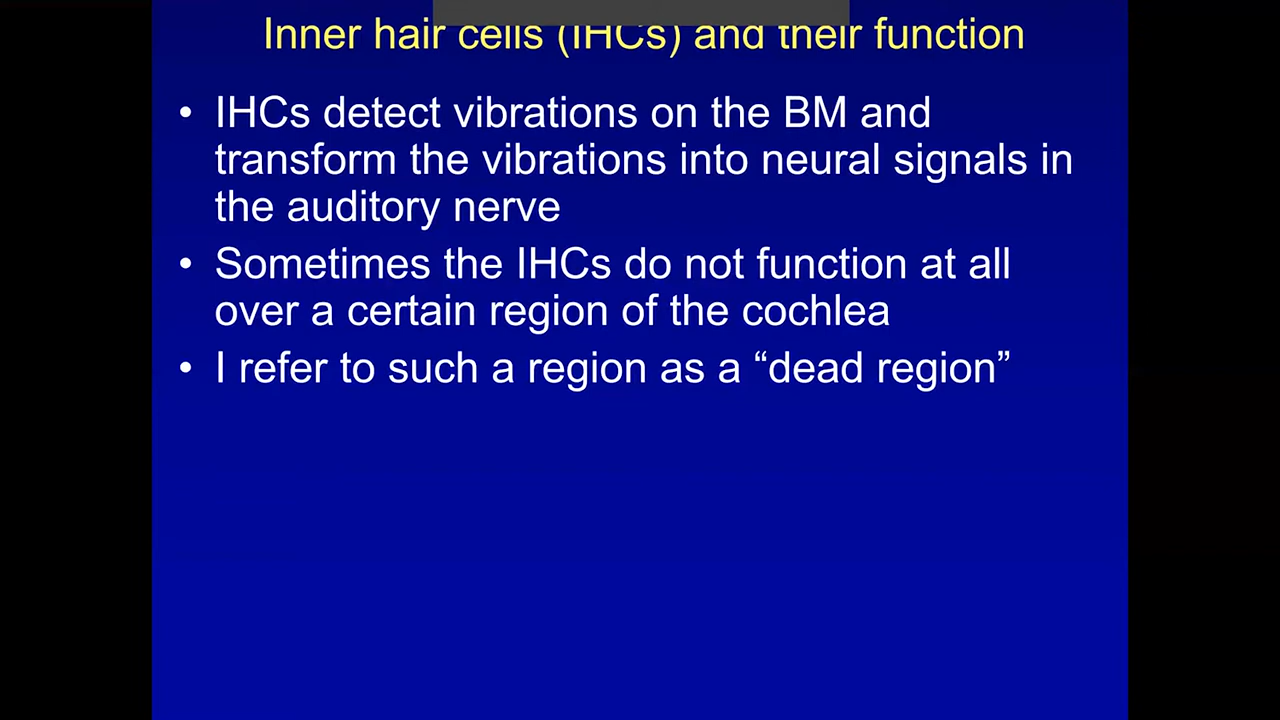 Inner hair cells (IHCs) and their function
• IHCs detect vibrations on the BM and
transform the vibrations into neural signals in
the auditory nerve
• Sometimes the IHCs do not function at all
over a certain region of the cochlea
• I refer to such a region as a “dead region”